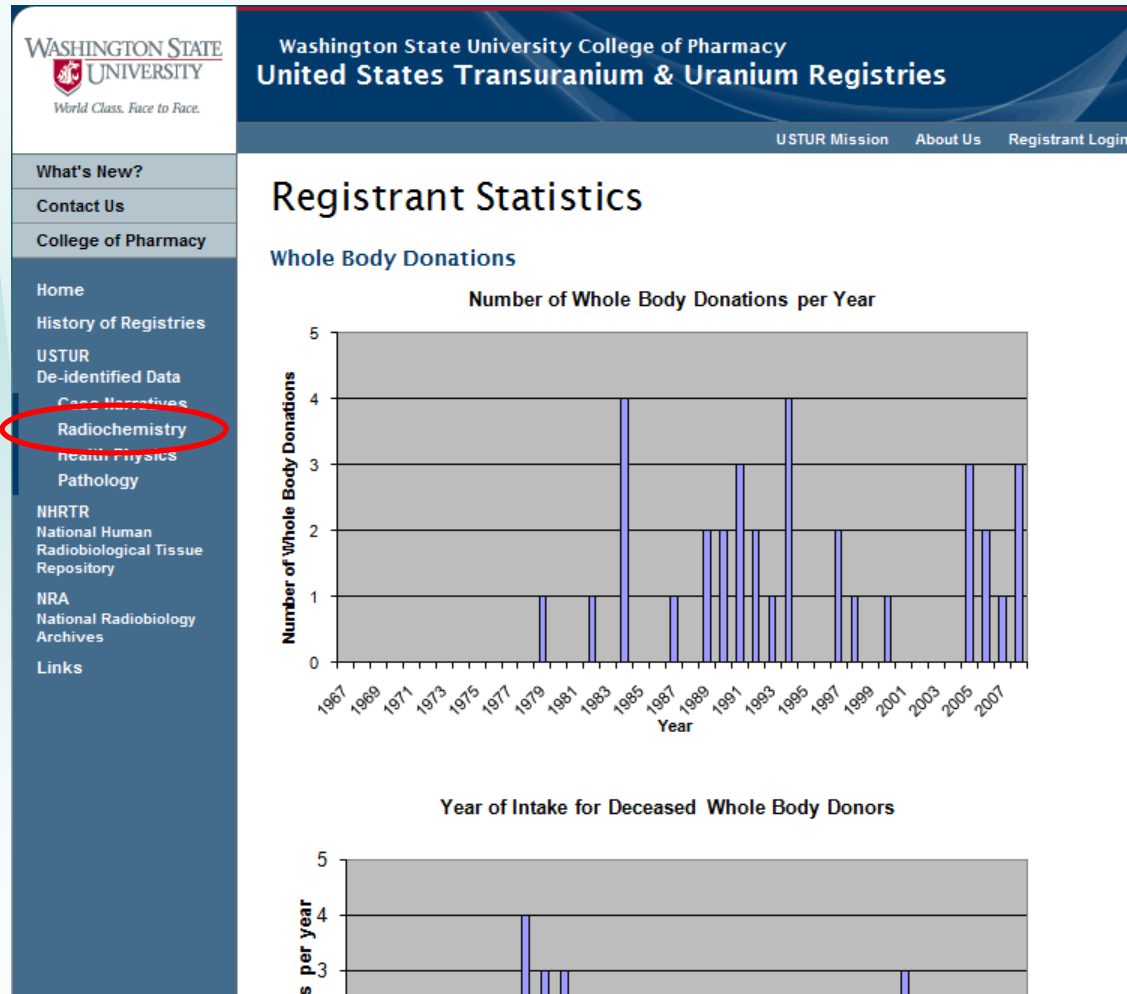 WASHINGTON STATE
UNIVERSITY
World Class. Face to Face.
Washington State University College of Pharmacy
United States Transuranium & Uranium Registries
USTUR Mission About Us Registrant Login
What's New?
Contact Us
College of Pharmacy
Home
History of Registries
USTUR
De-identified Data
Case Narratives
Radiochemistry
Health Physics
Pathology
NHRTR
National Human
Radiobiological Tissue
Repository
NRA
National Radiobiology
Archives
Links
Registrant Statistics
Whole Body Donations
Number of Whole Body Donations per Year
Number of Whole Body Donations
5
4
3
2
1
0
1967 1969 1971 1973 1975 1977 1979 1981 1983 1985 1987 1989 1991 1993 1995 1997 1999 2001 2003 2005 2007
Year
Year of Intake for Deceased Whole Body Donors
5
4
3
per year